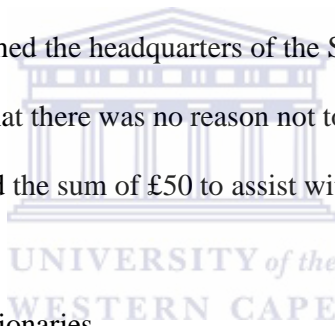 ned the headquarters of the S
at there was no reason not to
d the sum of £50 to assist wi
UNIVERSITY of the
WESTERN CAPE
ionaries